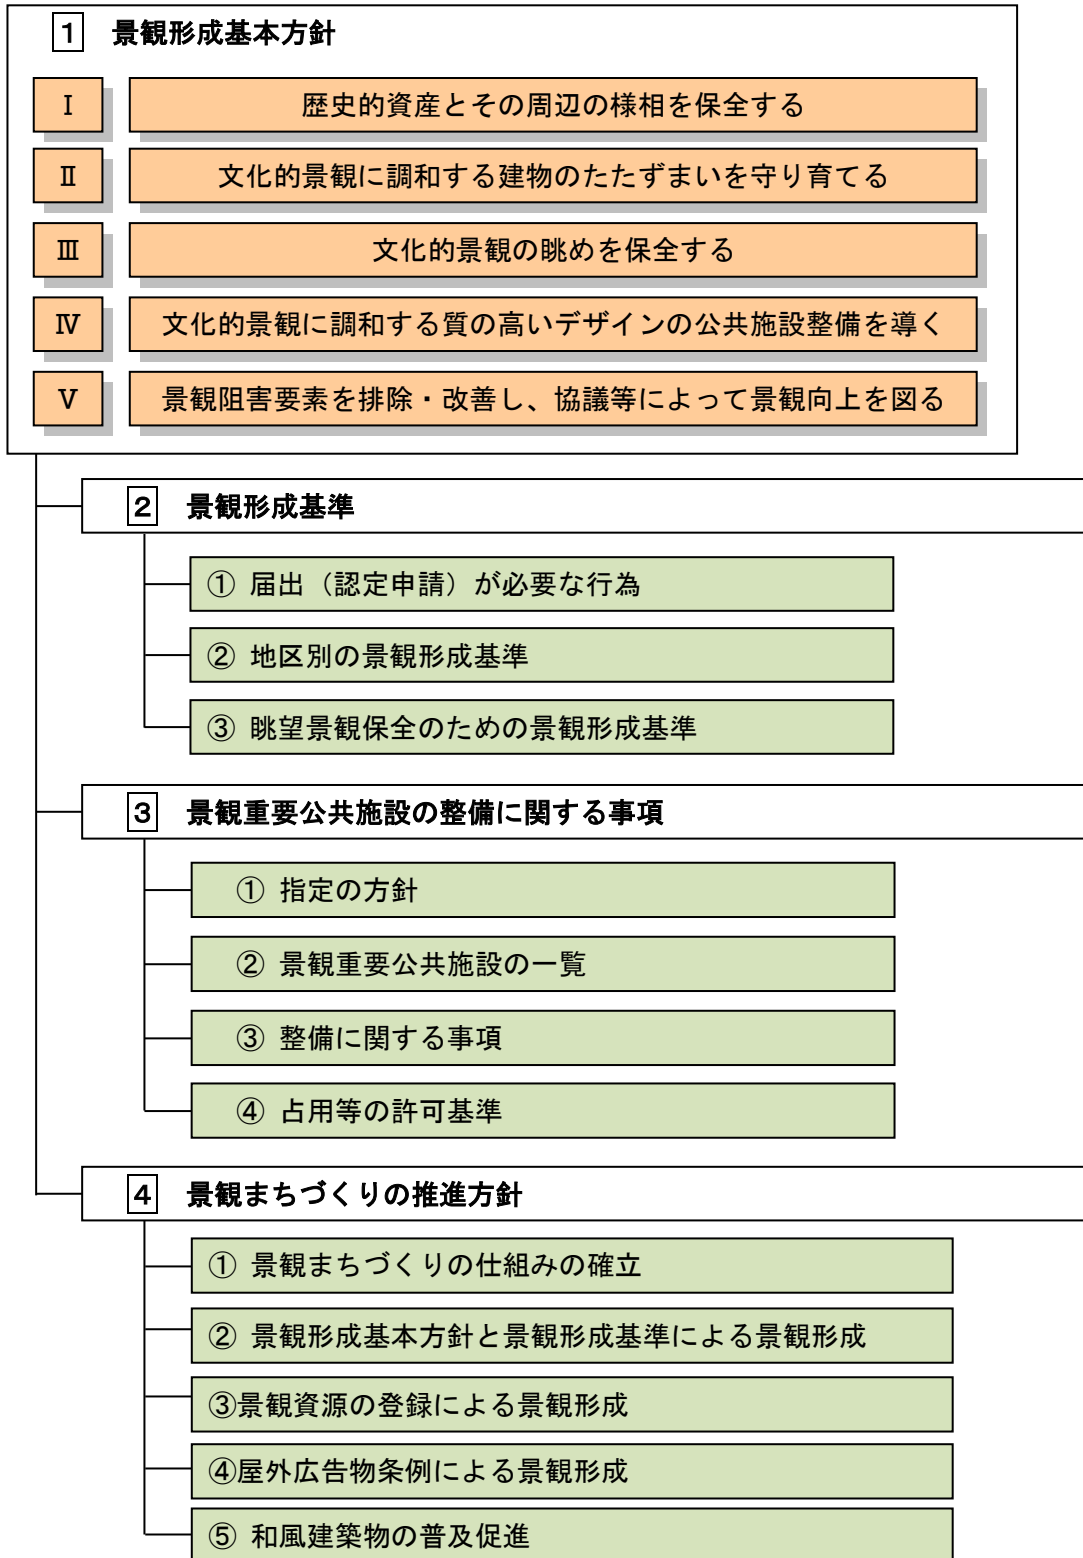 1 景観形成基本方針
Ⅰ 歴史的資産とその周辺の様相を保全する
Ⅱ 文化的景観に調和する建物のたたずまいを守り育てる
Ⅲ 文化的景観の眺めを保全する
Ⅳ 文化的景観に調和する質の高いデザインの公共施設整備を導く
Ⅴ 景観阻害要素を排除・改善し、協議等によって景観向上を図る
2 景観形成基準
① 届出（認定申請）が必要な行為
② 地区別の景観形成基準
③ 眺望景観保全のための景観形成基準
3 景観重要公共施設の整備に関する事項
① 指定の方針
② 景観重要公共施設の一覧
③ 整備に関する事項
④ 占用等の許可基準
4 景観まちづくりの推進方針
① 景観まちづくりの仕組みの確立
② 景観形成基本方針と景観形成基準による景観形成
③景観資源の登録による景観形成
④屋外広告物条例による景観形成
⑤ 和風建築物の普及促進